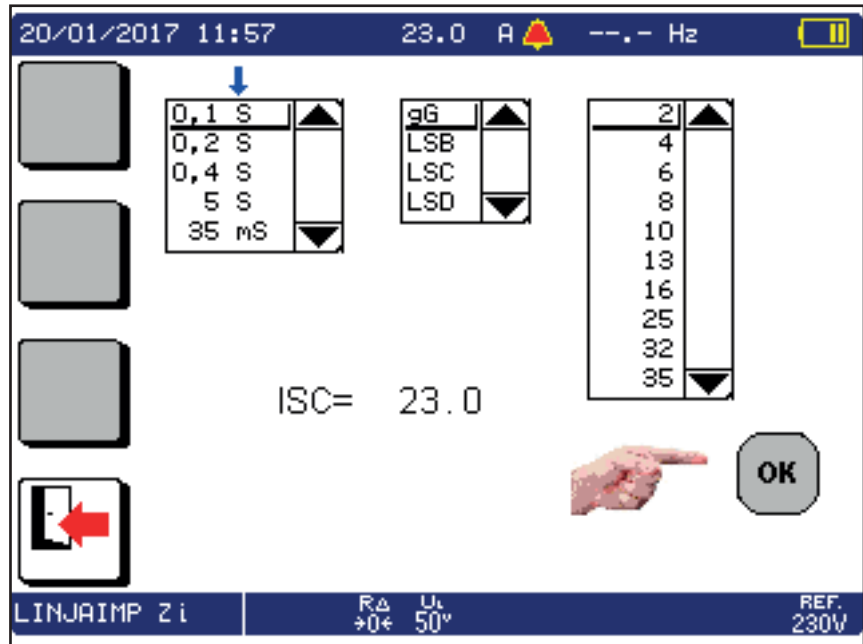 20/01/2017 11:57 23.0 A --.- Hz
0,1 S
0,2 S
0,4 S
5 S
35 mS
gG
LSB
LSC
LSD
2
4
6
8
10
13
16
25
32
35
ISC= 23.0
OK
LINJAIMP Zi
RΔ
→0←
UL
50V
REF.
230V